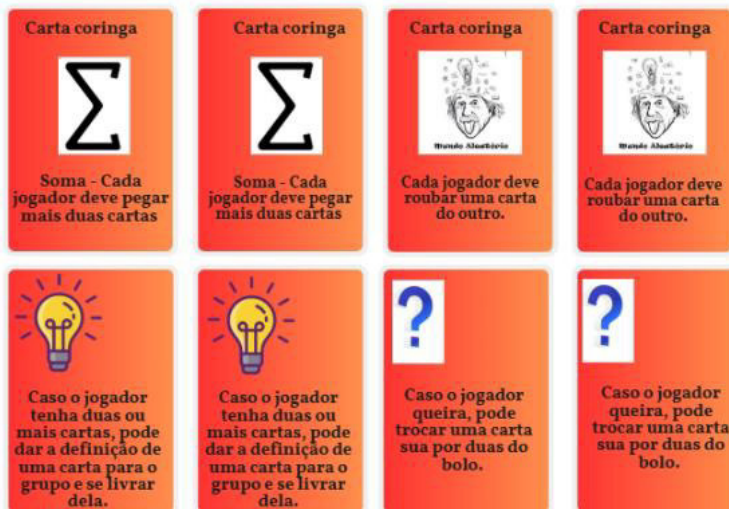 Carta coringa
Σ
Soma - Cada
jogador deve pegar
mais duas cartas
Carta coringa
Σ
Soma - Cada
jogador deve pegar
mais duas cartas
Carta coringa
Mundo Aleatório
Cada jogador deve
roubar uma carta
do outro.
Carta coringa
Mundo Aleatório
Cada jogador deve
roubar uma carta
do outro.
Caso o jogador
tenha duas ou
mais cartas, pode
dar a definição de
uma carta para o
grupo e se livrar
dela.
Caso o jogador
tenha duas ou
mais cartas, pode
dar a definição de
uma carta para o
grupo e se livrar
dela.
?
Caso o jogador
queira, pode
trocar uma carta
sua por duas do
bolo.
?
Caso o jogador
queira, pode
trocar uma carta
sua por duas do
bolo.